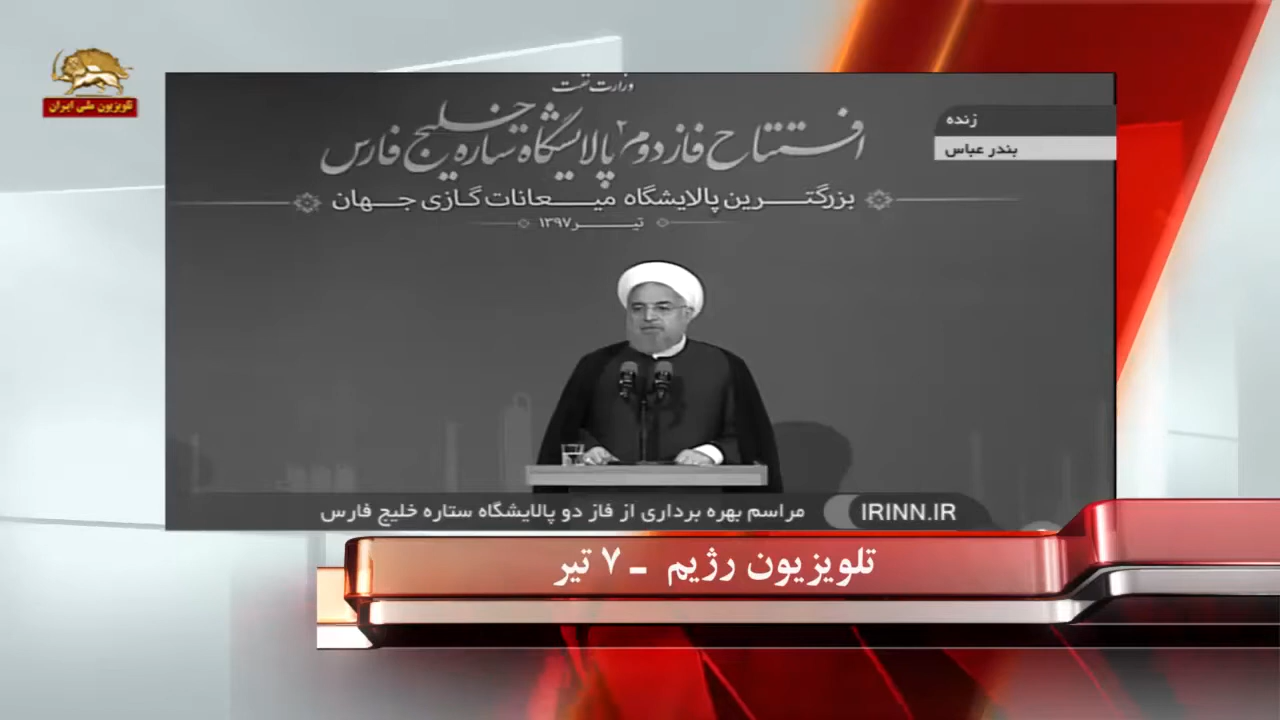 تلویزیون ملی ایران
وزارت نفت
افتتاح فاز دوم پالایشگاه ستاره خلیج فارس
بزرگترین پالایشگاه میعانات گازی جهان
تیر ۱۳۹۷
زنده
بندر عباس
IRINN.IR
مراسم بهره برداری از فاز دو پالایشگاه ستاره خلیج فارس
تلویزیون رژیم - ۷ تیر